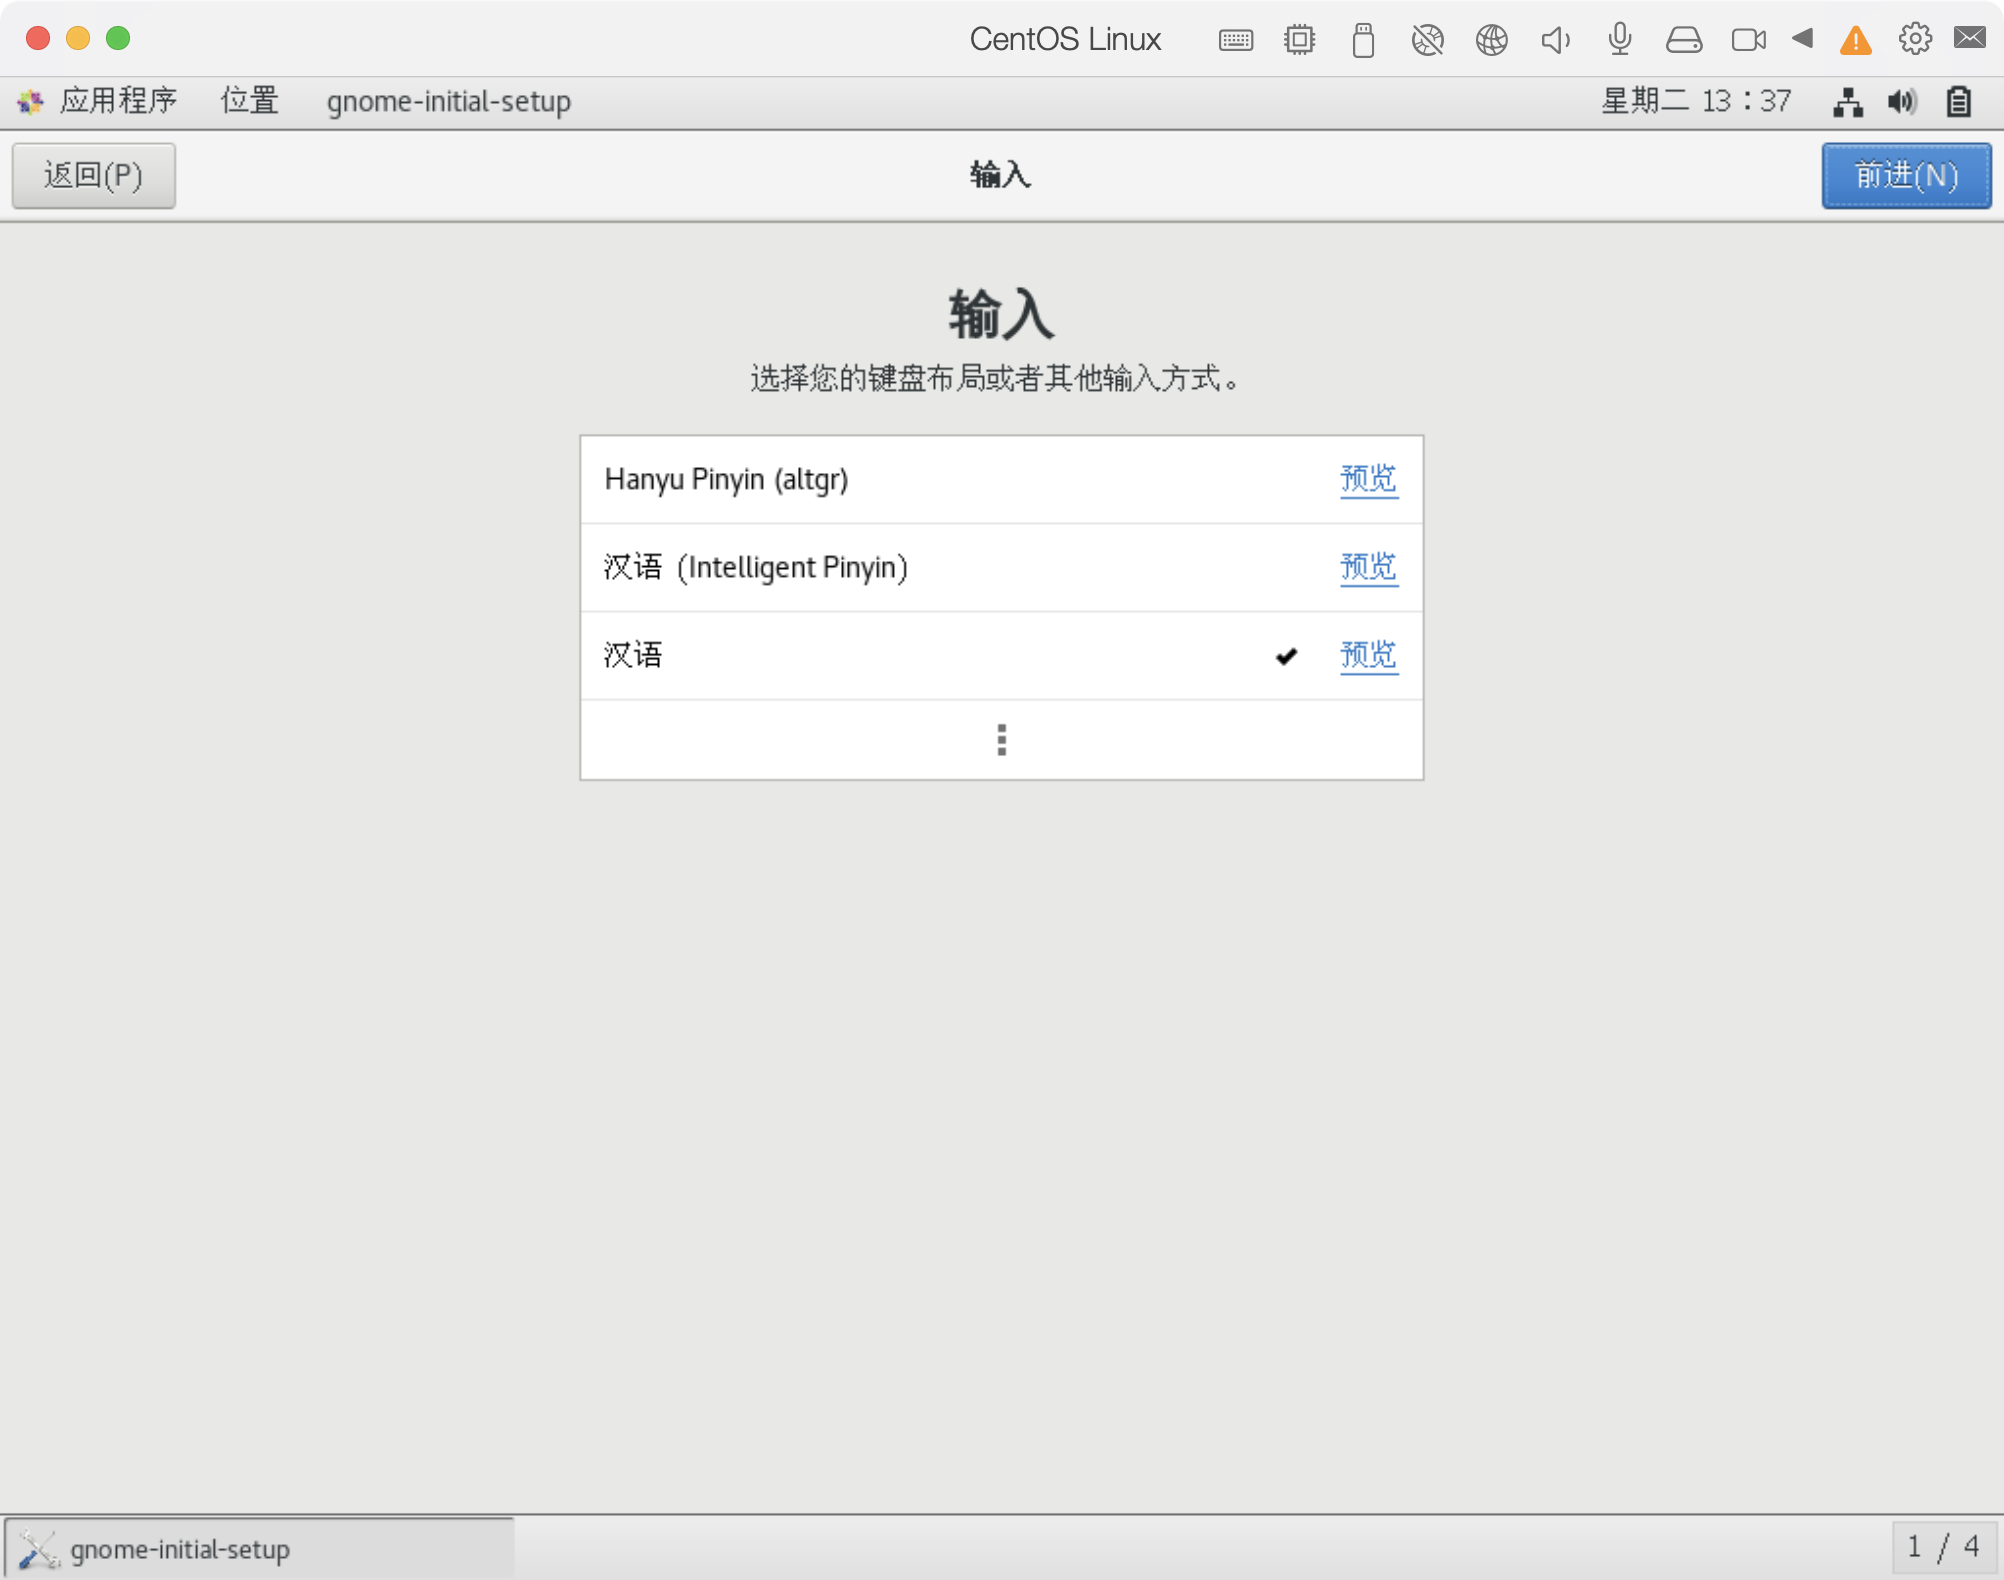 CentOS Linux
应用程序 位置 gnome-initial-setup 星期二 13：37
返回(P) 输入 前进(N)
输入
选择您的键盘布局或者其他输入方式。
Hanyu Pinyin (altgr) 预览
汉语（Intelligent Pinyin） 预览
汉语 预览
gnome-initial-setup 1 / 4